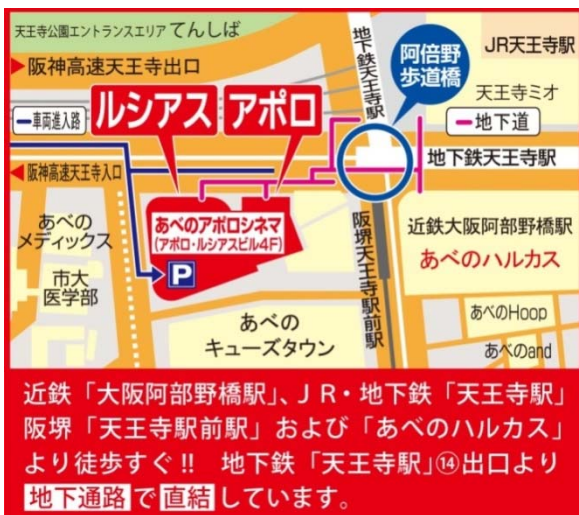 天王寺公園エントランスエリア てんしば
阪神高速天王寺出口
車両進入路
ルシアス
アポロ
地下鉄天王寺駅
阿倍野
歩道橋
JR天王寺駅
天王寺ミオ
地下道
地下鉄天王寺駅
阪神高速天王寺入口
あべの
メディックス
市大
医学部
あべのアポロシネマ
(アポロ・ルシアスビル4F)
P
あべの
キューズタウン
阪堺天王寺駅前駅
近鉄大阪阿部野橋駅
あべのハルカス
あべのHoop
あべのand
近鉄「大阪阿部野橋駅」、JR・地下鉄「天王寺駅」
阪堺「天王寺駅前駅」および「あべのハルカス」
より徒歩すぐ!! 地下鉄「天王寺駅」⑭出口より
地下通路で直結しています。